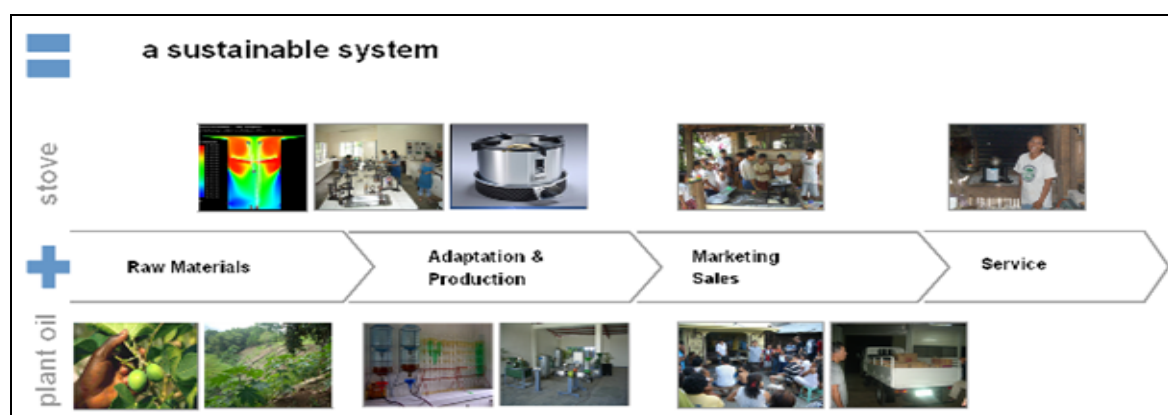 a sustainable system
stove
Raw Materials
Adaptation &
Production
Marketing
Sales
Service
plant oil